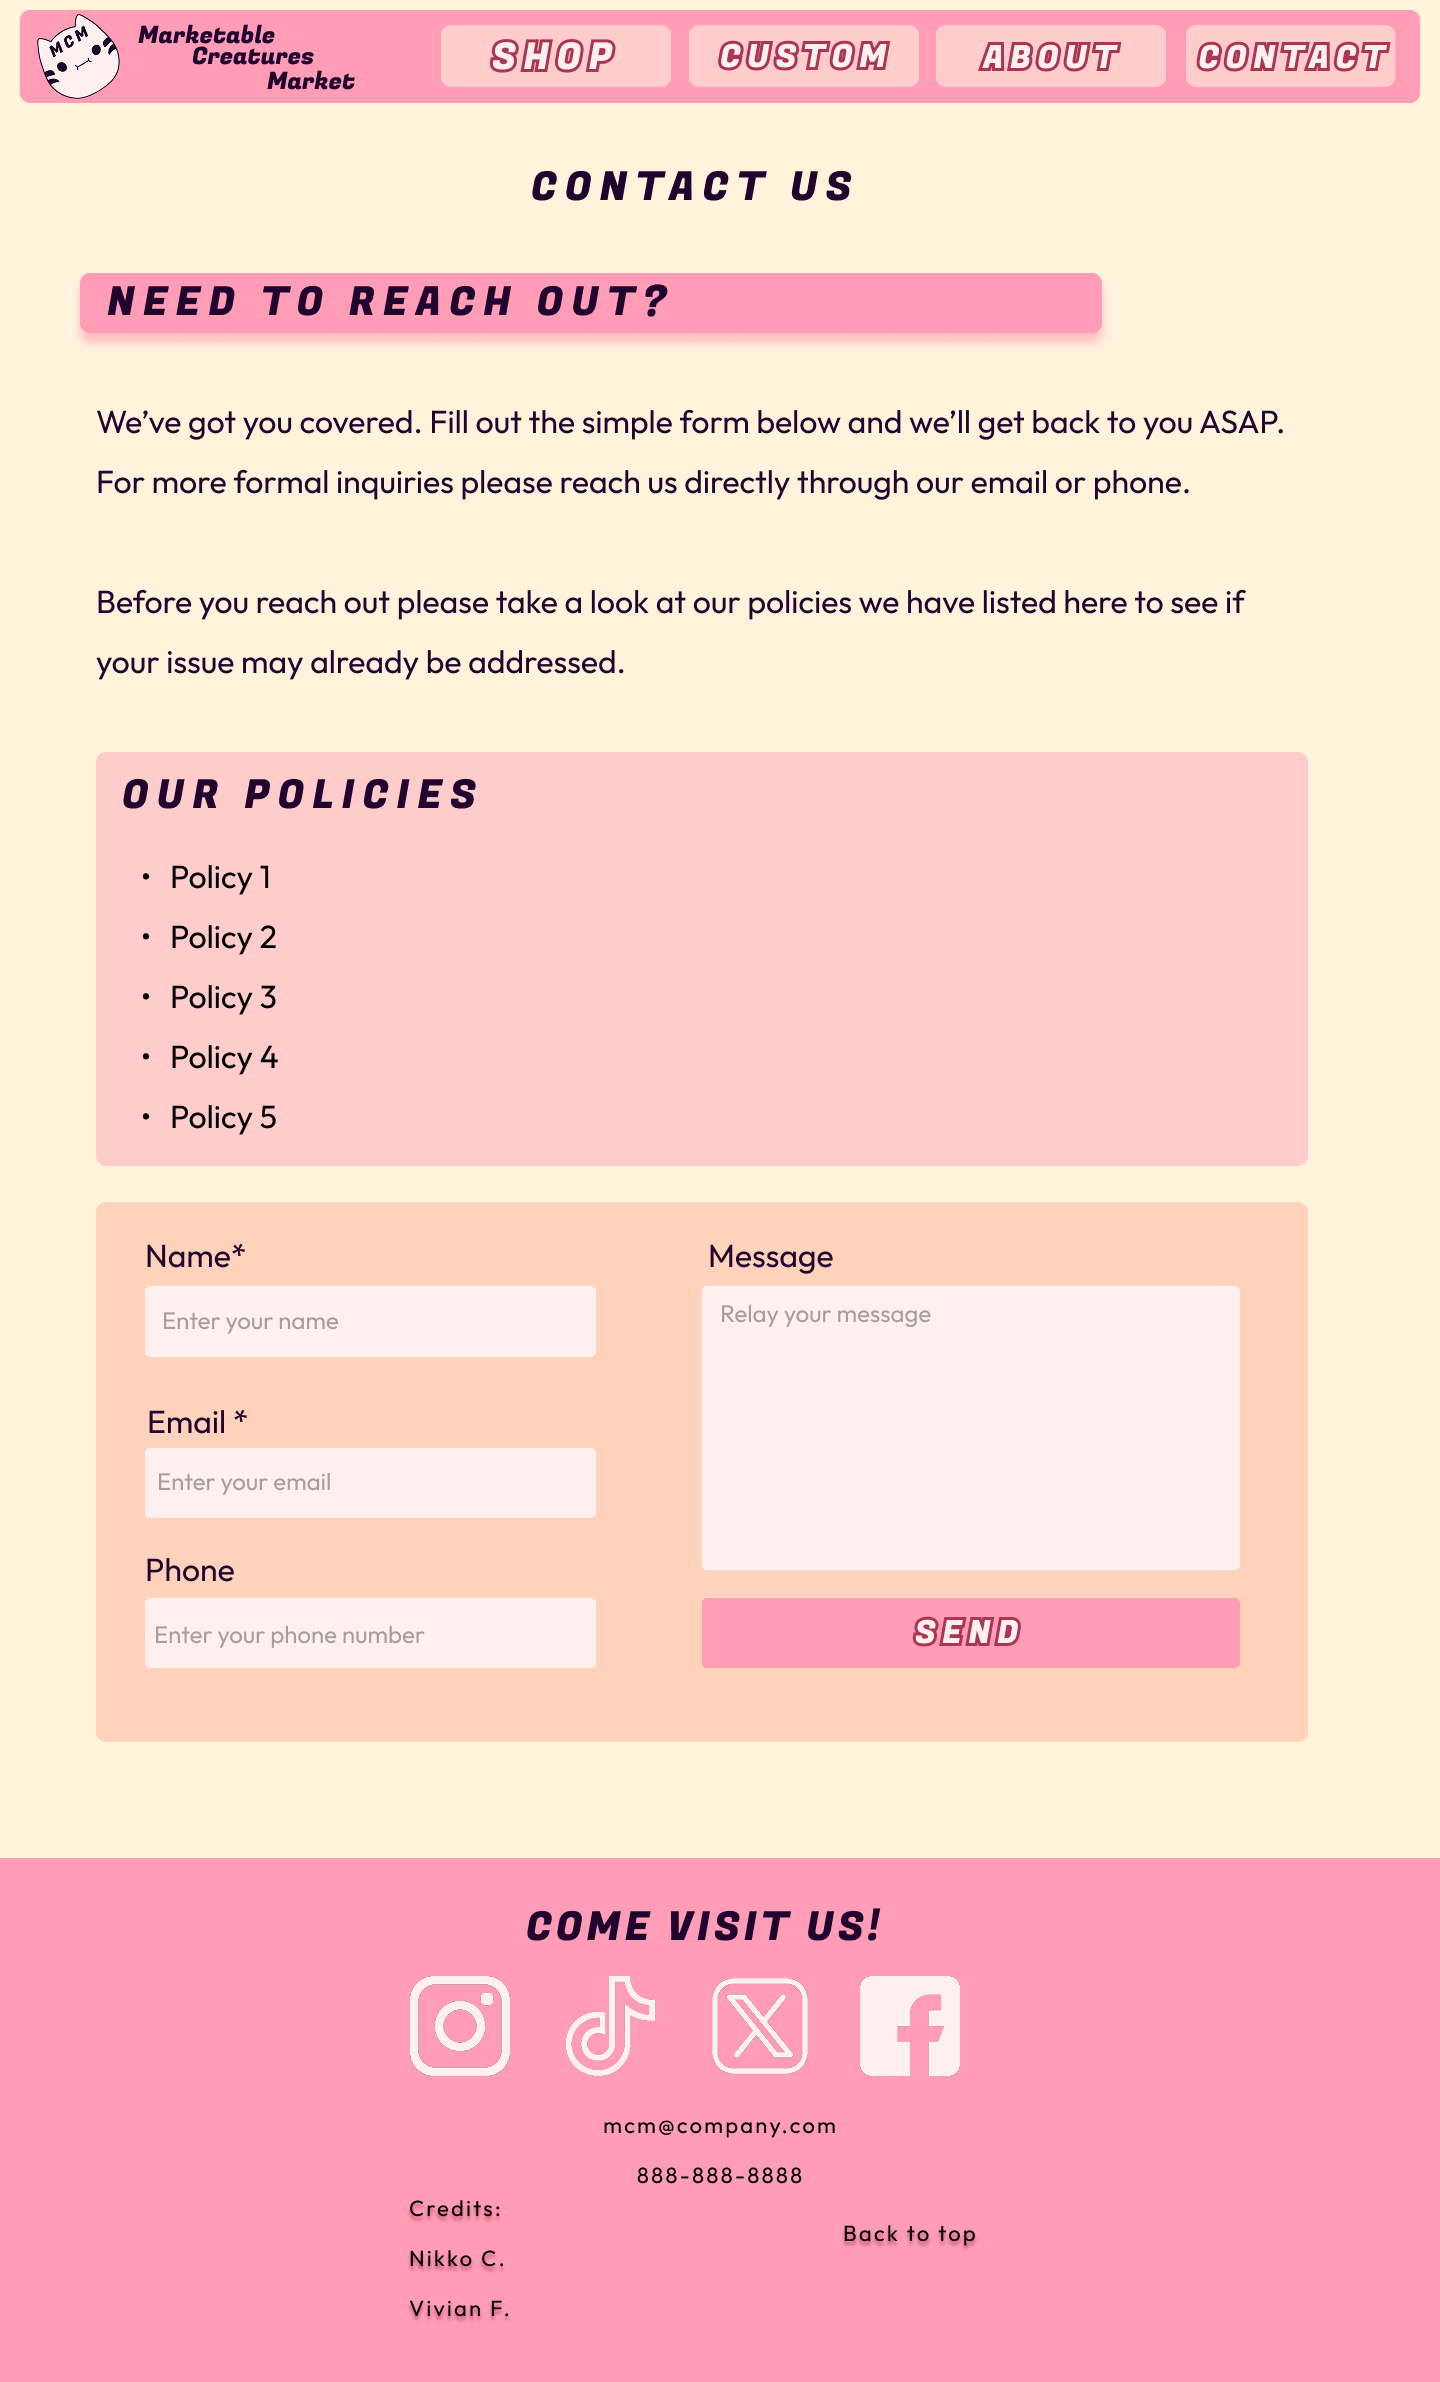 MCM
Marketable
Creatures
Market
SHOP
CUSTOM
ABOUT
CONTACT
CONTACT US
NEED TO REACH OUT?
We’ve got you covered. Fill out the simple form below and we’ll get back to you ASAP.
For more formal inquiries please reach us directly through our email or phone.
Before you reach out please take a look at our policies we have listed here to see if
your issue may already be addressed.
OUR POLICIES
• Policy 1
• Policy 2
• Policy 3
• Policy 4
• Policy 5
Name*
Enter your name
Email *
Enter your email
Phone
Enter your phone number
Message
Relay your message
SEND
COME VISIT US!
mcm@company.com
888-888-8888
Credits:
Nikko C.
Vivian F.
Back to top